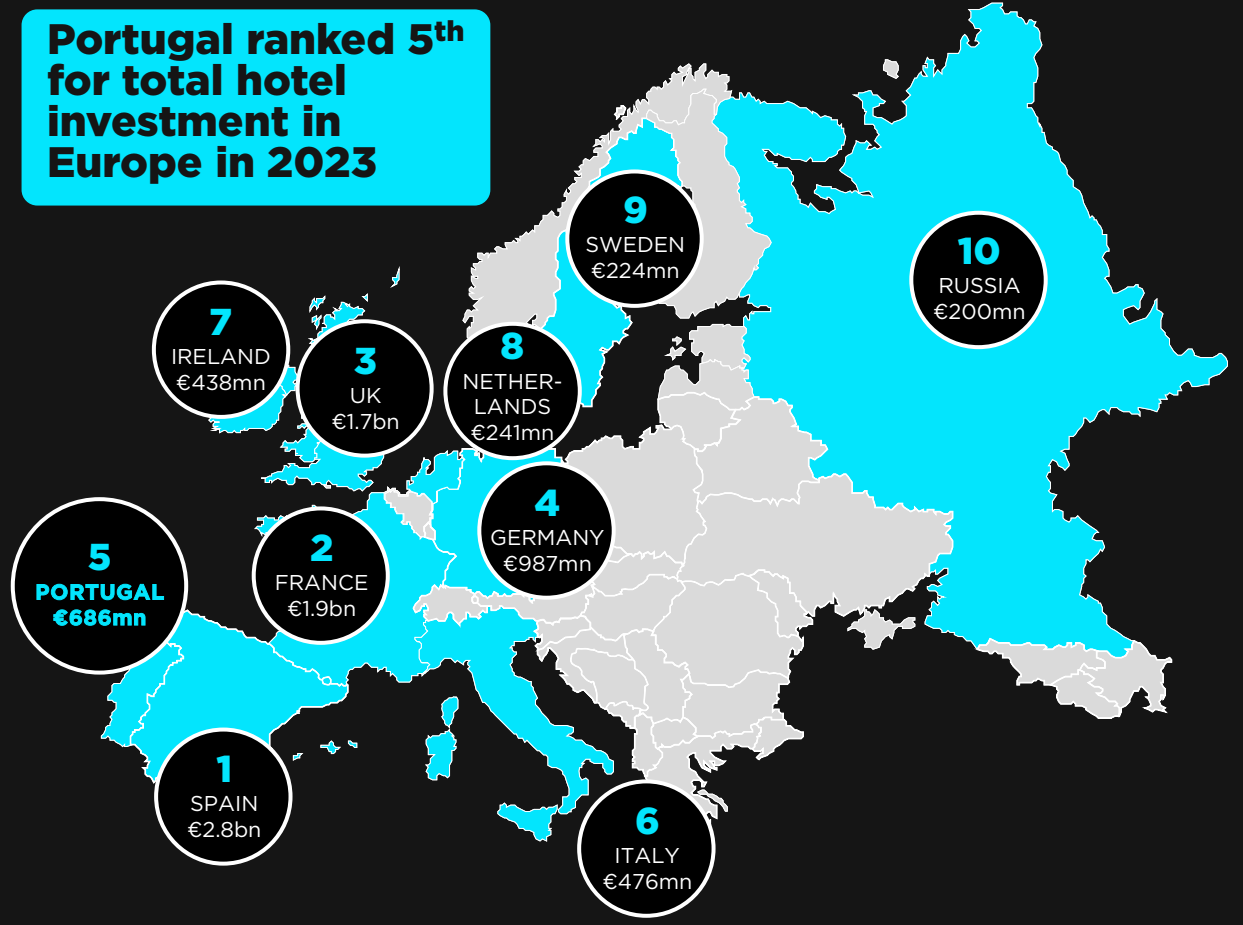 Portugal ranked 5th
for total hotel
investment in
Europe in 2023
9
SWEDEN
€224mn
10
RUSSIA
€200mn
7
IRELAND
€438mn
3
UK
€1.7bn
8
NETHER-
LANDS
€241mn
4
GERMANY
€987mn
5
PORTUGAL
€686mn
2
FRANCE
€1.9bn
1
SPAIN
€2.8bn
6
ITALY
€476mn